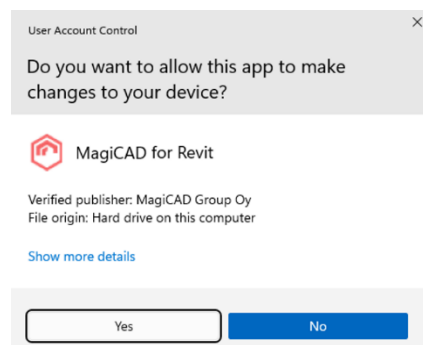 User Account Control
Do you want to allow this app to make
changes to your device?
MagiCAD for Revit
Verified publisher: MagiCAD Group Oy
File origin: Hard drive on this computer
Show more details
Yes
No